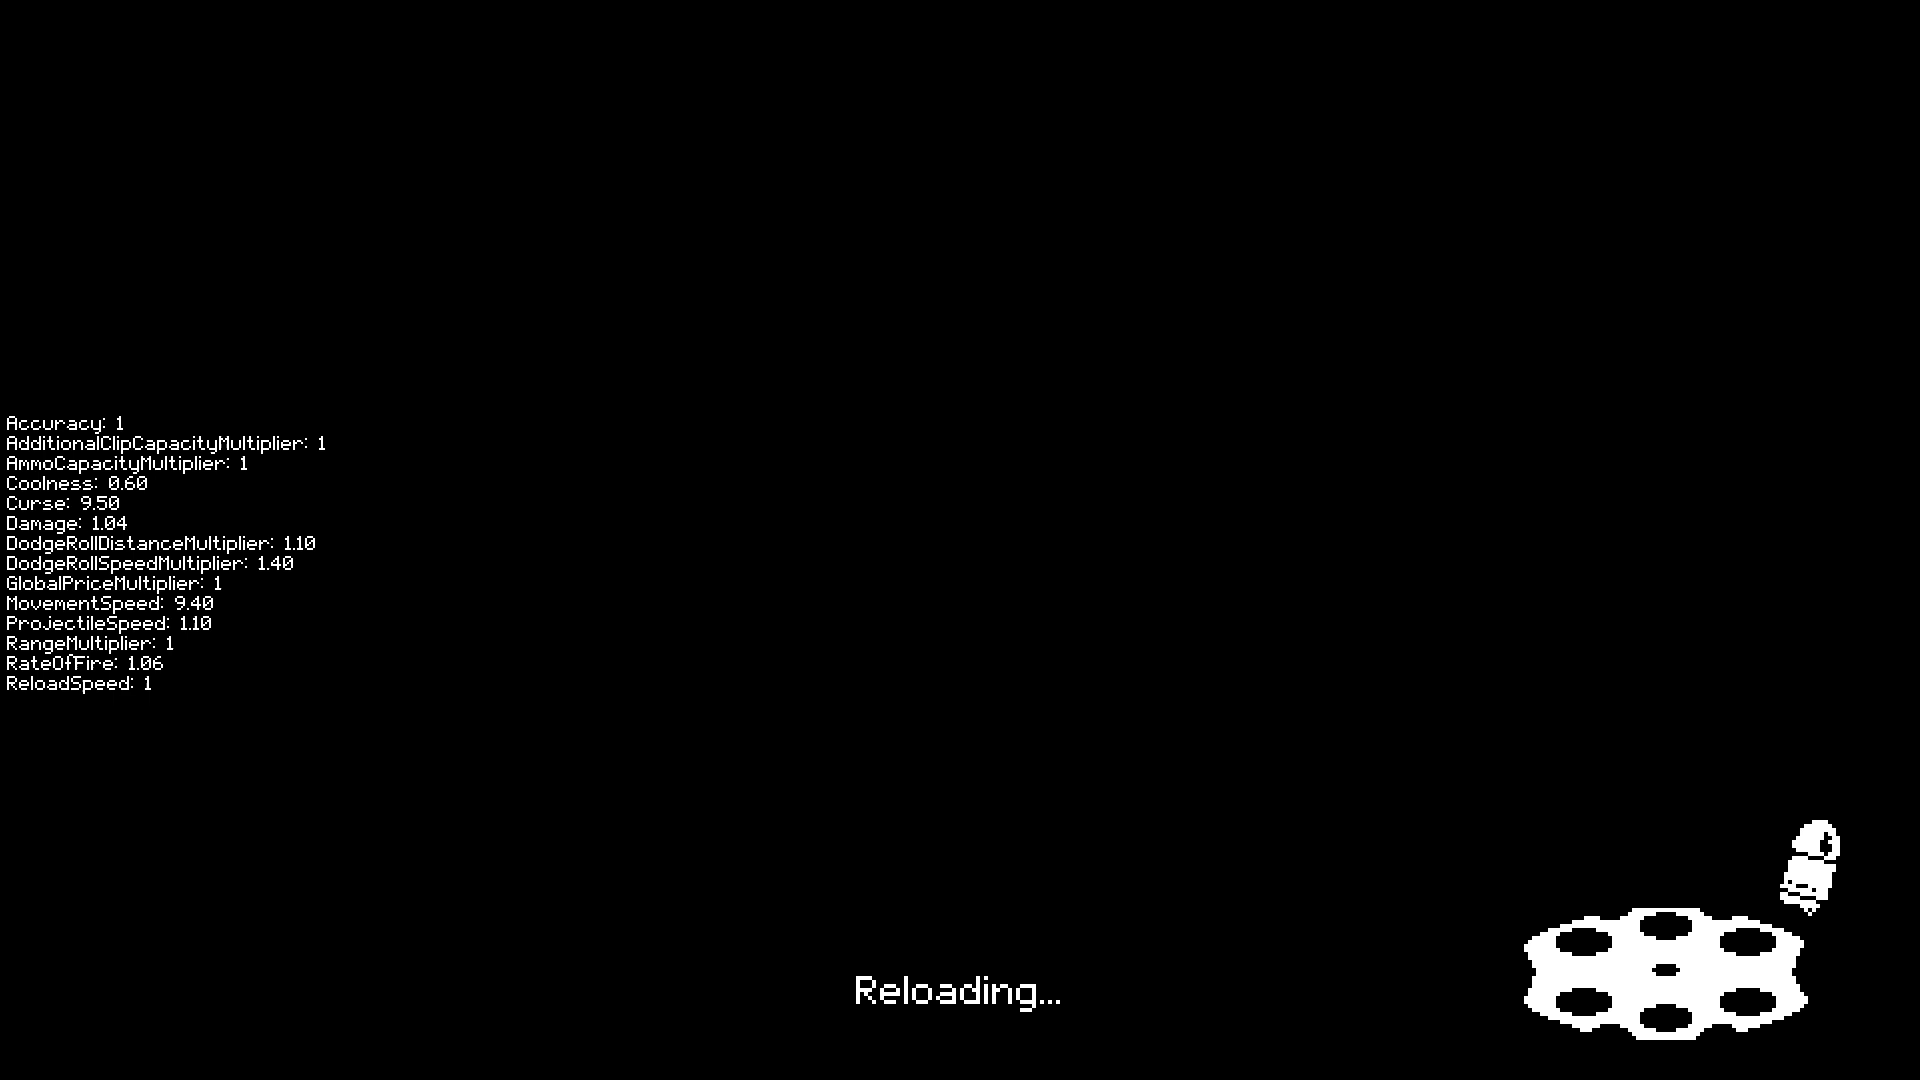 Accuracy: 1
AdditionalClipCapacityMultiplier: 1
AmmoCapacityMultiplier: 1
Coolness: 0.60
Curse: 9.50
Damage: 1.04
DodgeRollDistanceMultiplier: 1.10
DodgeRollSpeedMultiplier: 1.40
GlobalPriceMultiplier: 1
MovementSpeed: 9.40
ProjectileSpeed: 1.10
RangeMultiplier: 1
RateOfFire: 1.06
ReloadSpeed: 1
Reloading...